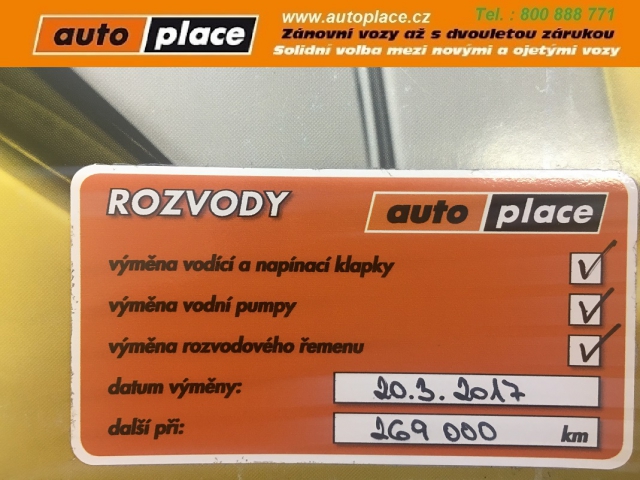 auto place
www.autoplace.cz
Tel. : 800 888 771
Zánovní vozy až s dvouletou zárukou
Solidní volba mezi novými a ojetými vozy
ROZVODY
auto place
výměna vodící a napínací klapky
výměna vodní pumpy
výměna rozvodového řemenu
datum výměny: 20.3.2017
další při: 269 000 km